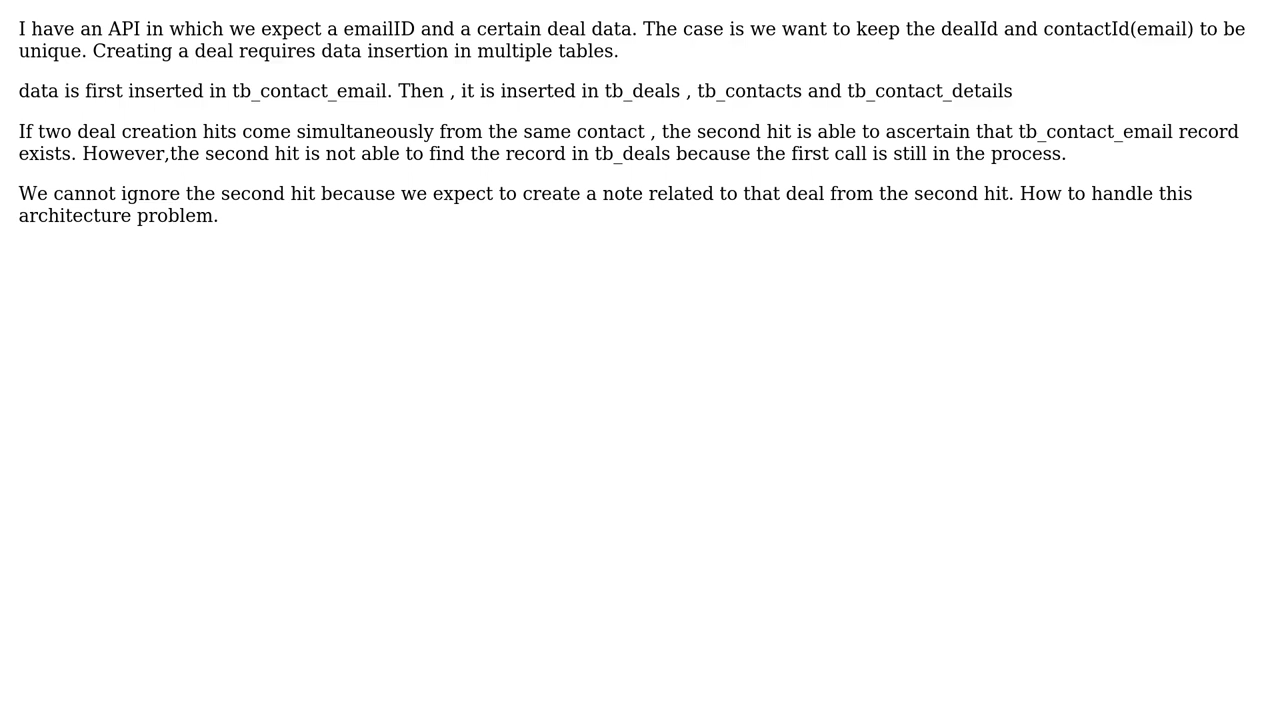 I have an API in which we expect a emailID and a certain deal data. The case is we want to keep the dealId and contactId(email) to be
unique. Creating a deal requires data insertion in multiple tables.
data is first inserted in tb_contact_email. Then , it is inserted in tb_deals , tb_contacts and tb_contact_details
If two deal creation hits come simultaneously from the same contact , the second hit is able to ascertain that tb_contact_email record
exists. However,the second hit is not able to find the record in tb_deals because the first call is still in the process.
We cannot ignore the second hit because we expect to create a note related to that deal from the second hit. How to handle this
architecture problem.